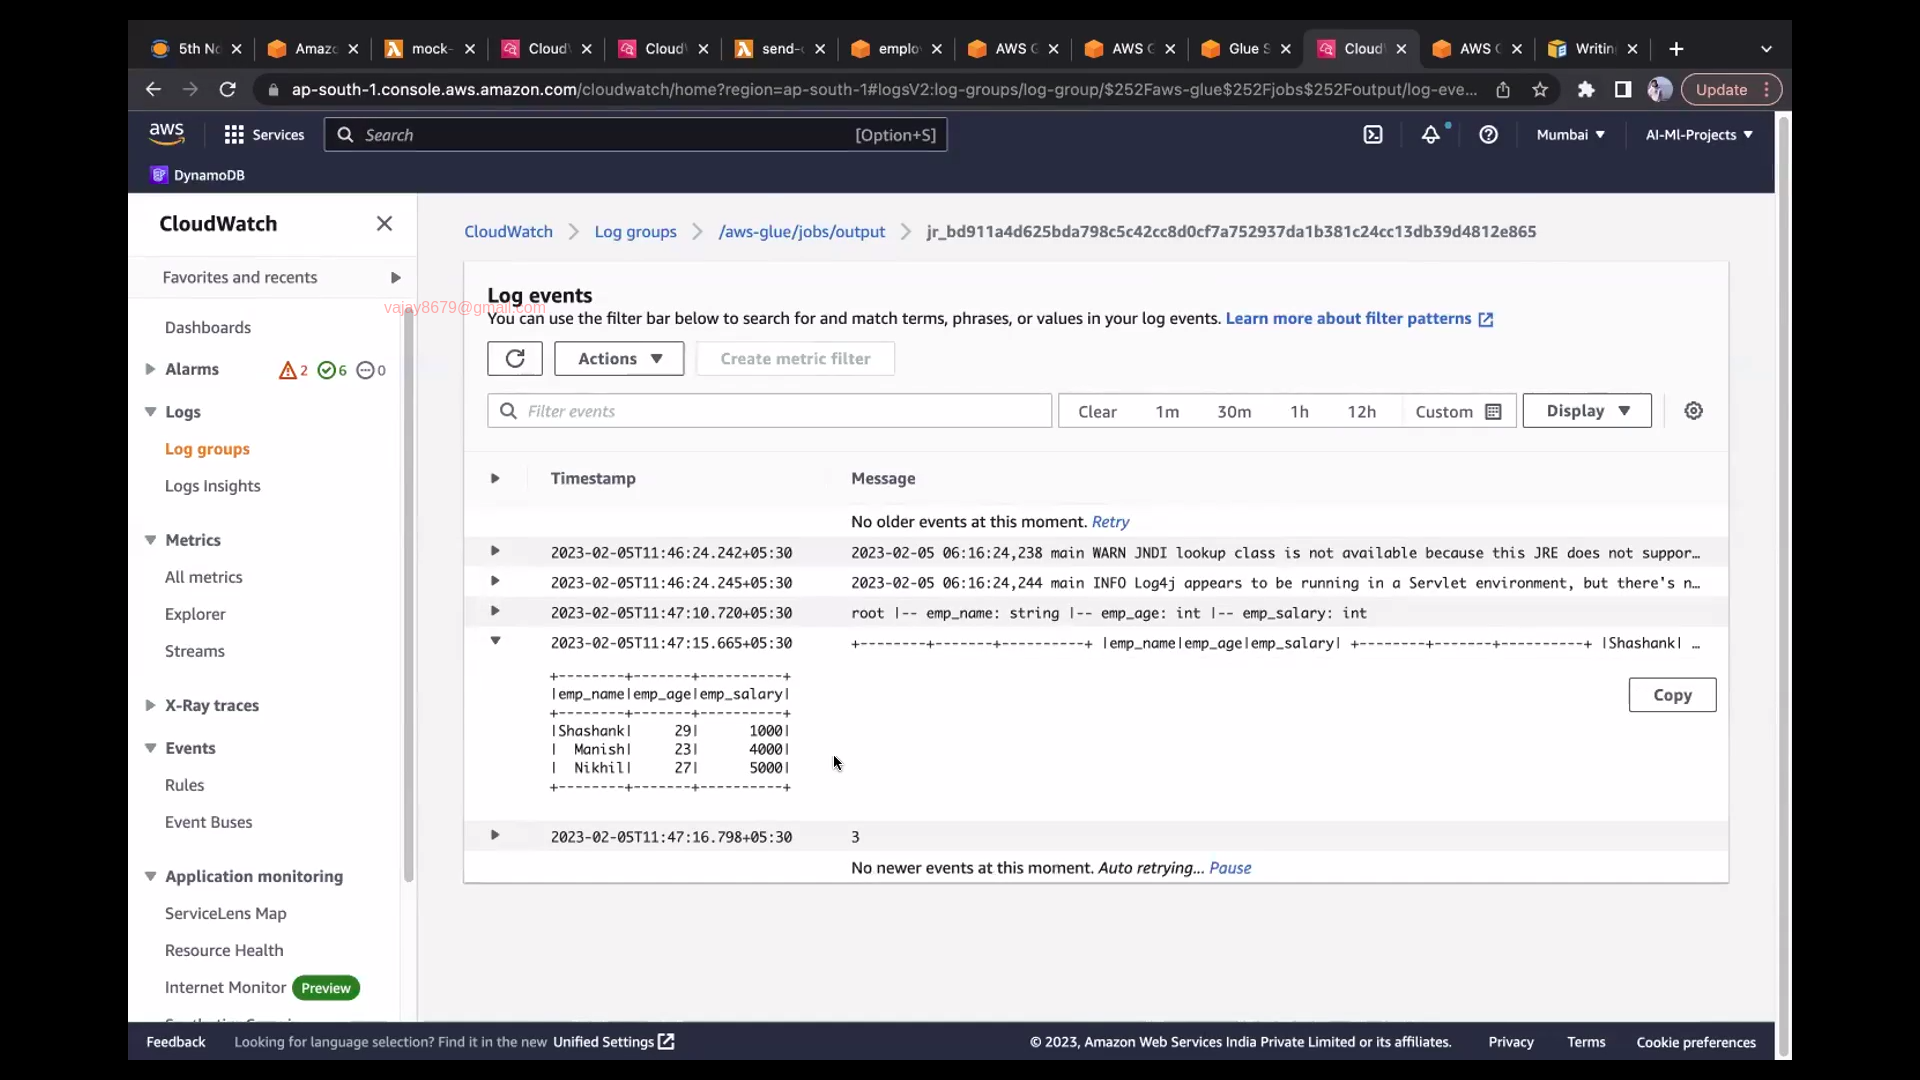 5th No
Amaz
mock-
Cloud
Cloud
send-
emplo
AWS G
AWS G
Glue S
Cloud
AWS G
Writin
ap-south-1.console.aws.amazon.com/cloudwatch/home?region=ap-south-1#logsV2:log-groups/log-group/$252Faws-glue$252Fjobs$252Foutput/log-eve...
Update
aws
Services
Search
[Option+S]
Mumbai
AI-Ml-Projects
DynamoDB
CloudWatch
Favorites and recents
Dashboards
Alarms 2 6 0
Logs
Log groups
Logs Insights
Metrics
All metrics
Explorer
Streams
X-Ray traces
Events
Rules
Event Buses
Application monitoring
ServiceLens Map
Resource Health
Internet Monitor Preview
vajay8679@gmail.com
CloudWatch > Log groups > /aws-glue/jobs/output > jr_bd911a4d625bda798c5c42cc8d0cf7a752937da1b381c24cc13db39d4812e865
Log events
You can use the filter bar below to search for and match terms, phrases, or values in your log events. Learn more about filter patterns
Actions
Create metric filter
Filter events
Clear 1m 30m 1h 12h Custom
Display
Timestamp Message
No older events at this moment. Retry
2023-02-05T11:46:24.242+05:30 2023-02-05 06:16:24,238 main WARN JNDI lookup class is not available because this JRE does not suppor…
2023-02-05T11:46:24.245+05:30 2023-02-05 06:16:24,244 main INFO Log4j appears to be running in a Servlet environment, but there's n…
2023-02-05T11:47:10.720+05:30 root |-- emp_name: string |-- emp_age: int |-- emp_salary: int
2023-02-05T11:47:15.665+05:30 +--------+-------+----------+ |emp_name|emp_age|emp_salary| +--------+-------+----------+ |Shashank| …
+--------+-------+----------+
|emp_name|emp_age|emp_salary|
+--------+-------+----------+
|Shashank|     29|      1000|
|  Manish|     23|      4000|
|  Nikhil|     27|      5000|
+--------+-------+----------+
Copy
2023-02-05T11:47:16.798+05:30 3
No newer events at this moment. Auto retrying... Pause
Feedback
Looking for language selection? Find it in the new Unified Settings
© 2023, Amazon Web Services India Private Limited or its affiliates.
Privacy
Terms
Cookie preferences